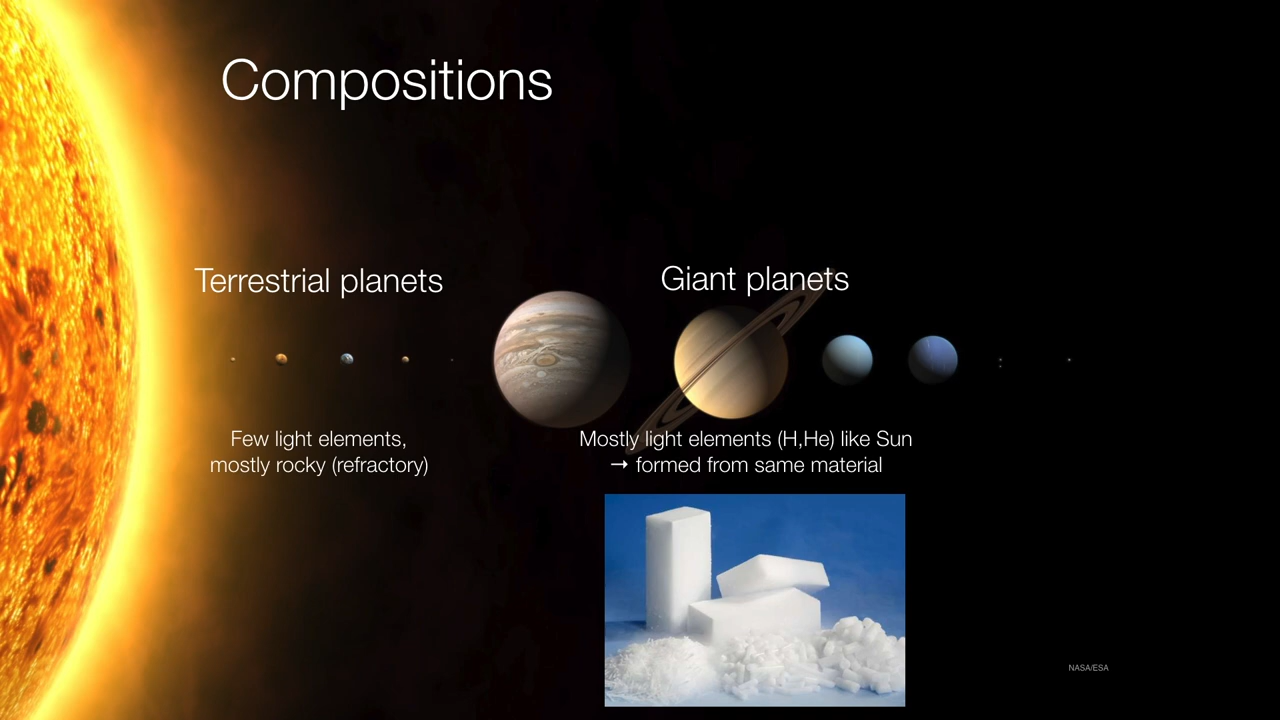 Compositions
Terrestrial planets
Giant planets
Few light elements,
mostly rocky (refractory)
Mostly light elements (H,He) like Sun
→ formed from same material
NASA/ESA